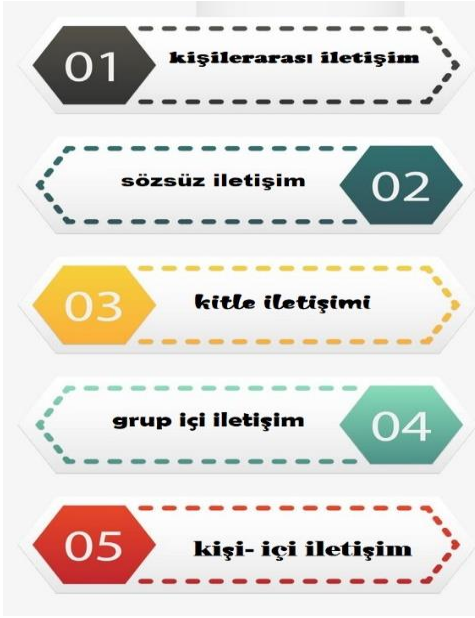 01 kişilerarası iletişim
sözsüz iletişim 02
03 kitle iletişimi
grup içi iletişim 04
05 kişi- içi iletişim